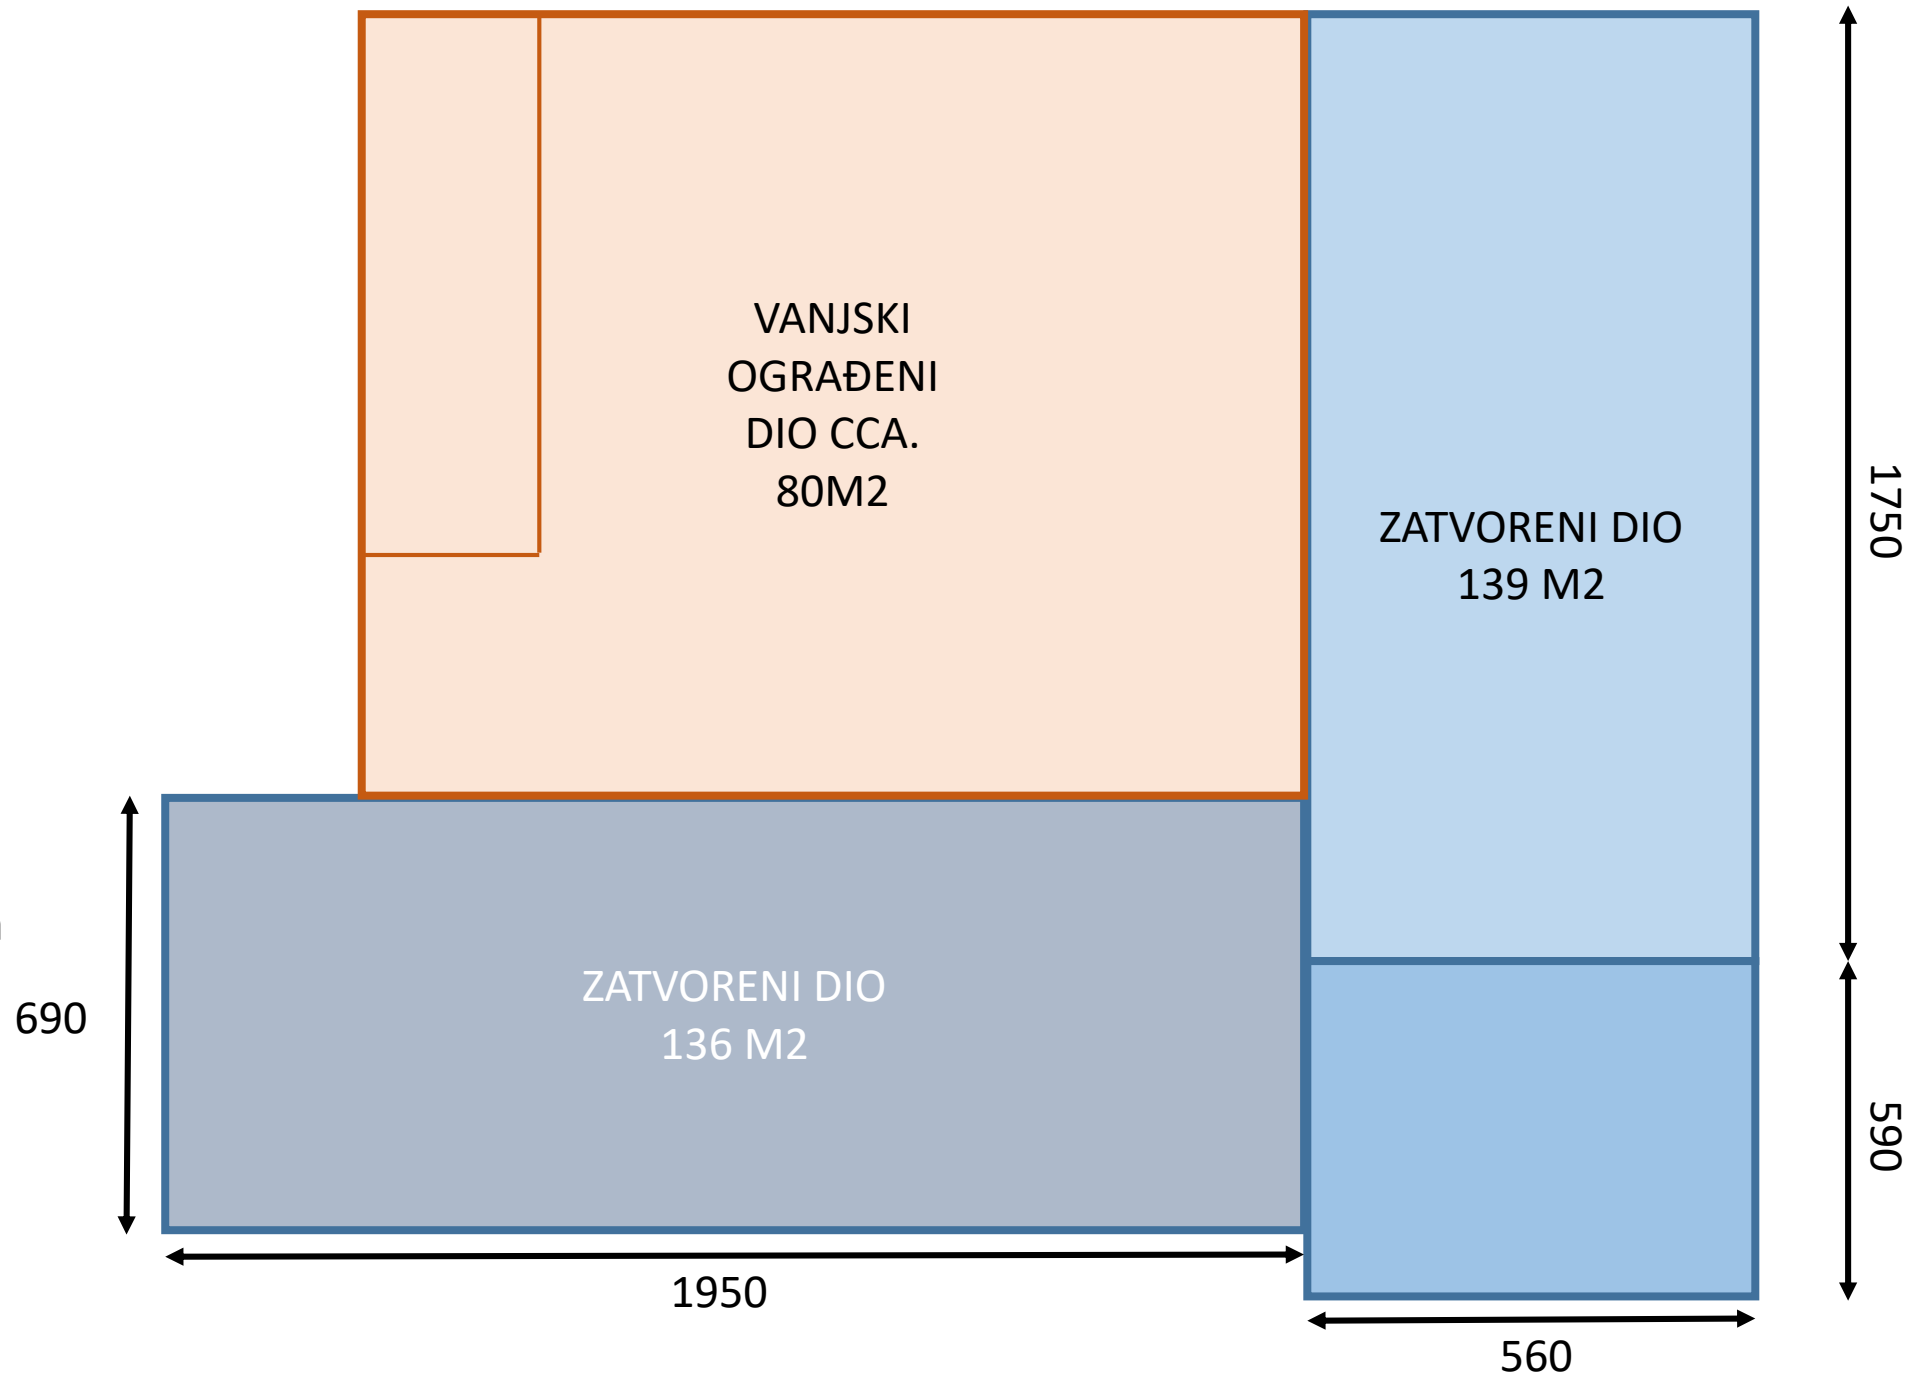 VANJSKI
OGRAĐENI
DIO CCA.
80M2
ZATVORENI DIO
139 M2
1750
ZATVORENI DIO
136 M2
690
590
1950
560